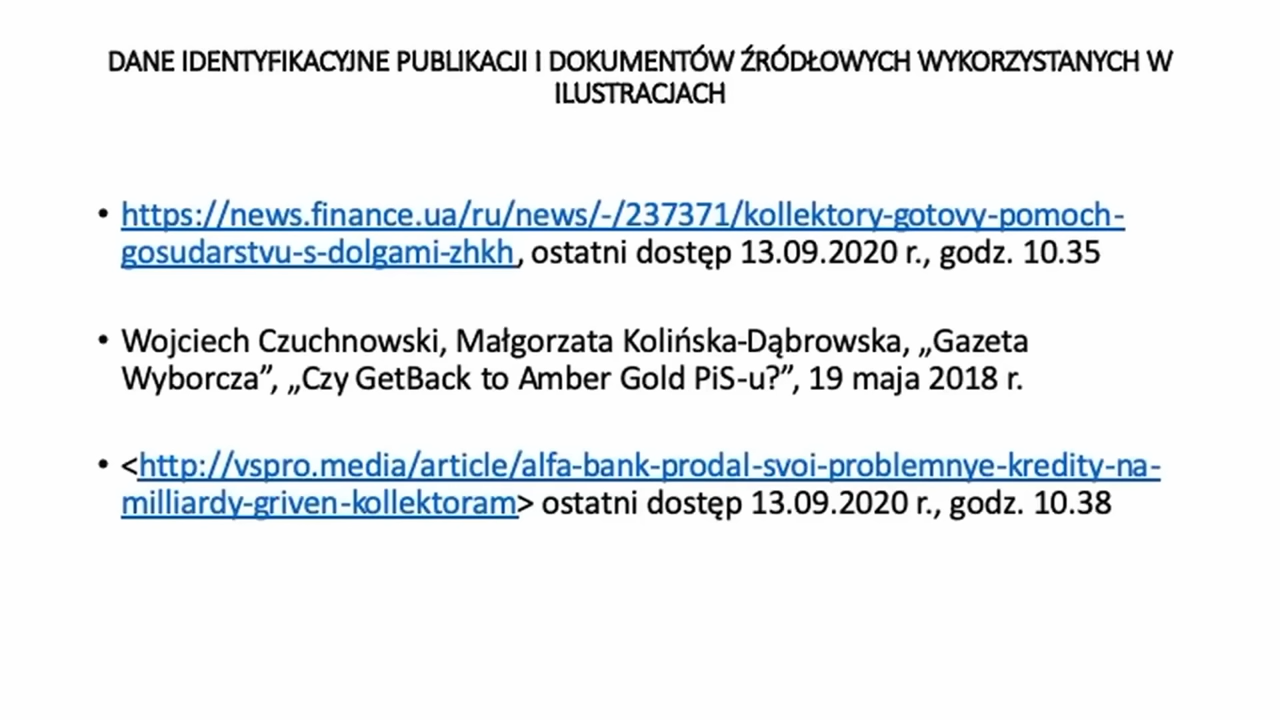 DANE IDENTYFIKACYJNE PUBLIKACJI I DOKUMENTÓW ŹRÓDŁOWYCH WYKORZYSTANYCH W
ILUSTRACJACH
• https://news.finance.ua/ru/news/-/237371/kollektory-gotovy-pomoch-
gosudarstvu-s-dolgami-zhkh, ostatni dostęp 13.09.2020 r., godz. 10.35
• Wojciech Czuchnowski, Małgorzata Kolińska-Dąbrowska, „Gazeta
Wyborcza”, „Czy GetBack to Amber Gold PiS-u?”, 19 maja 2018 r.
• <http://vspro.media/article/alfa-bank-prodal-svoi-problemnye-kredity-na-
milliardy-griven-kollektoram> ostatni dostęp 13.09.2020 r., godz. 10.38